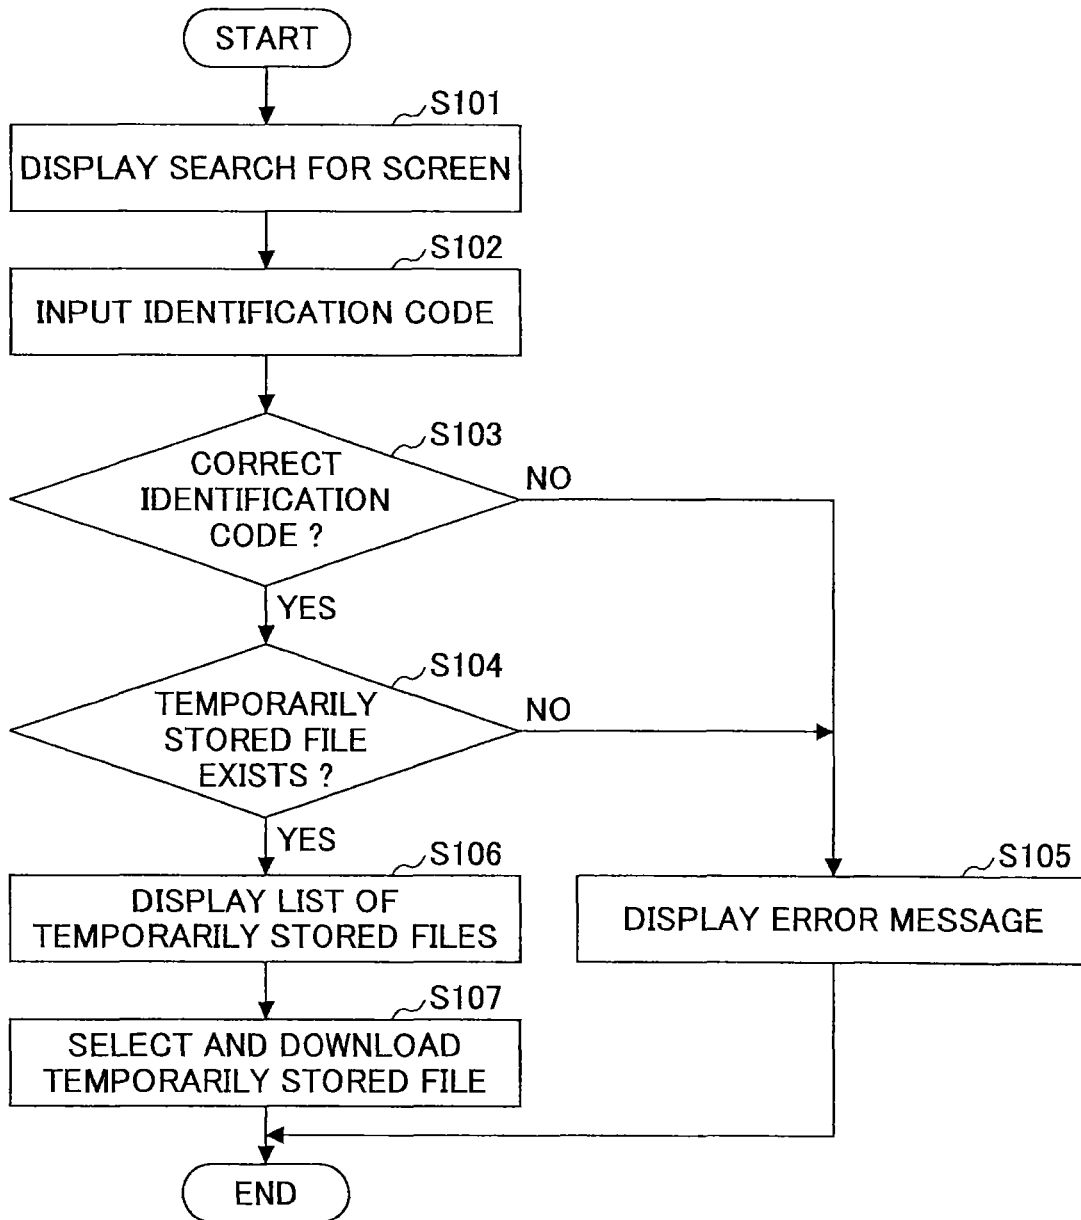 START
S101
DISPLAY SEARCH FOR SCREEN
S102
INPUT IDENTIFICATION CODE
S103
CORRECT
IDENTIFICATION
CODE ?
NO
YES
S104
TEMPORARILY
STORED FILE
EXISTS ?
NO
YES
S106
DISPLAY LIST OF
TEMPORARILY STORED FILES
S105
DISPLAY ERROR MESSAGE
S107
SELECT AND DOWNLOAD
TEMPORARILY STORED FILE
END